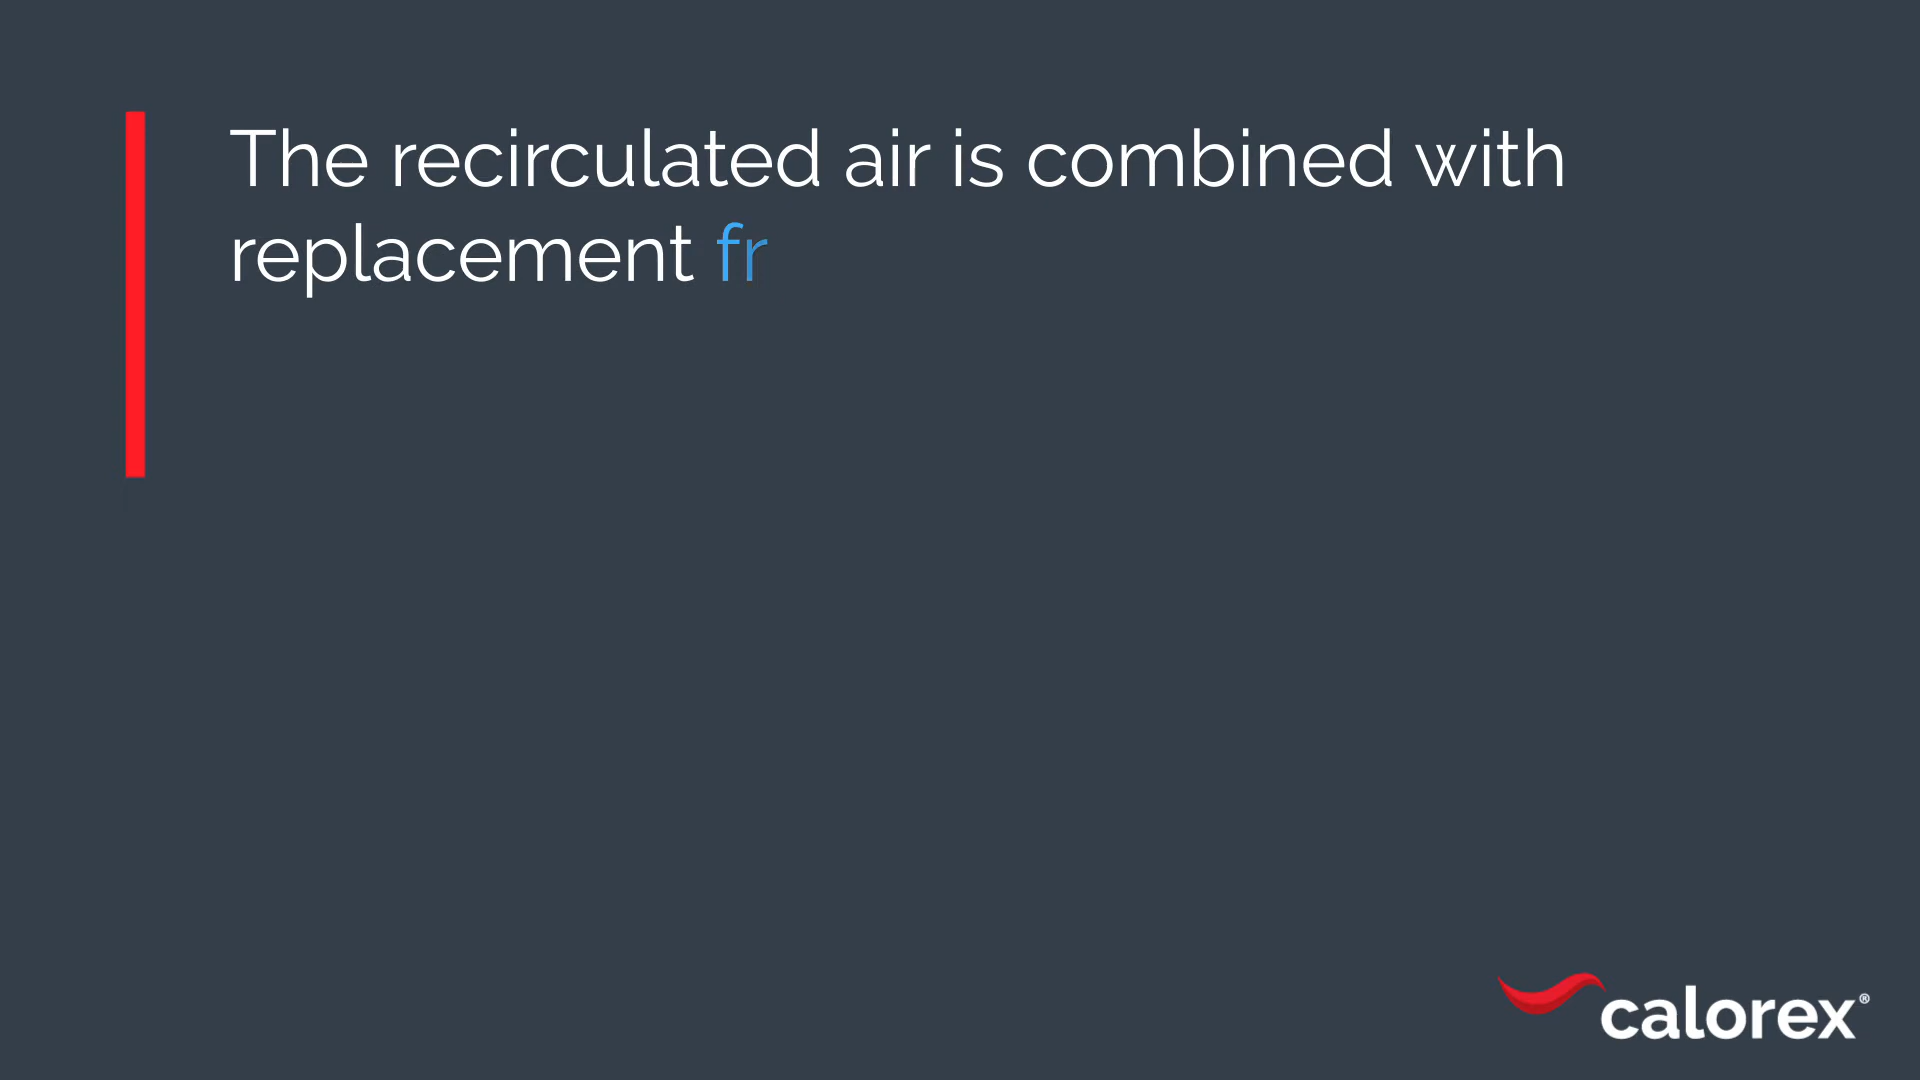 The recirculated air is combined with
replacement fr
calorex®